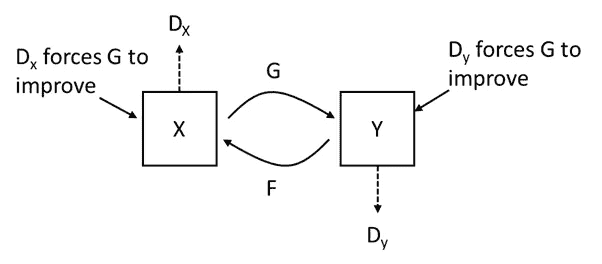 D_X
D_x forces G to
improve
D_y forces G to
improve
G
X
Y
F
D_y